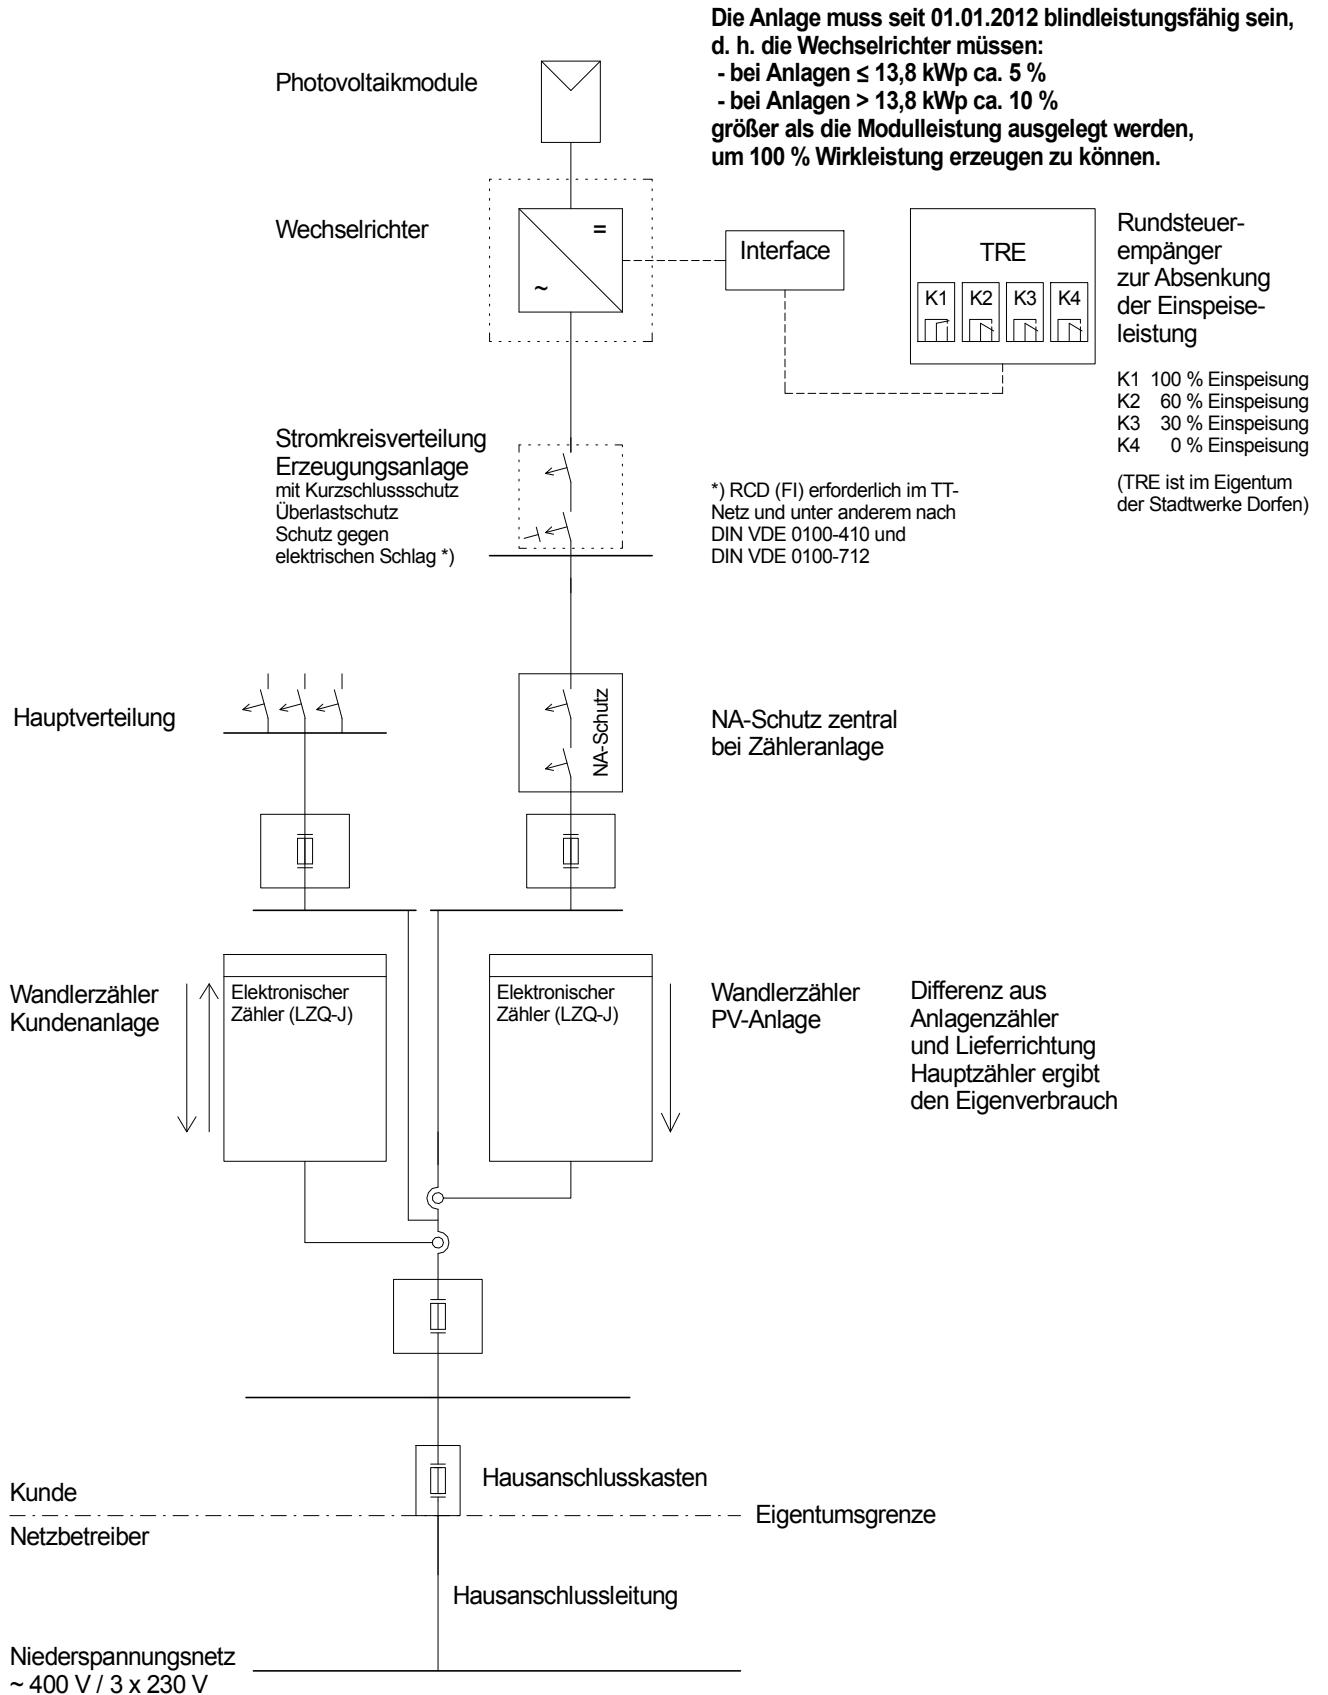 Die Anlage muss seit 01.01.2012 blindleistungsfähig sein,
d. h. die Wechselrichter müssen:
- bei Anlagen ≤ 13,8 kWp ca. 5 %
- bei Anlagen > 13,8 kWp ca. 10 %
größer als die Modulleistung ausgelegt werden,
um 100 % Wirkleistung erzeugen zu können.
Photovoltaikmodule
Wechselrichter
=
~
Interface
TRE
K1 K2 K3 K4
Rundsteuer-
empänger
zur Absenkung
der Einspeise-
leistung
K1 100 % Einspeisung
K2 60 % Einspeisung
K3 30 % Einspeisung
K4 0 % Einspeisung
(TRE ist im Eigentum
der Stadtwerke Dorfen)
Stromkreisverteilung
Erzeugungsanlage
mit Kurzschlussschutz
Überlastschutz
Schutz gegen
elektrischen Schlag *)
*) RCD (FI) erforderlich im TT-
Netz und unter anderem nach
DIN VDE 0100-410 und
DIN VDE 0100-712
Hauptverteilung
NA-Schutz
NA-Schutz zentral
bei Zähleranlage
Wandlerzähler
Kundenanlage
Elektronischer
Zähler (LZQ-J)
Elektronischer
Zähler (LZQ-J)
Wandlerzähler
PV-Anlage
Differenz aus
Anlagenzähler
und Lieferrichtung
Hauptzähler ergibt
den Eigenverbrauch
Hausanschlusskasten
Kunde
Eigentumsgrenze
Netzbetreiber
Hausanschlussleitung
Niederspannungsnetz
~ 400 V / 3 x 230 V